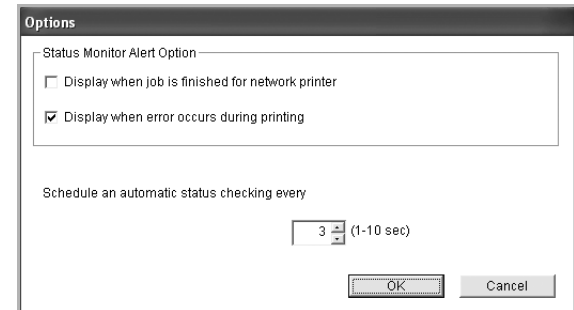 Options
Status Monitor Alert Option
Display when job is finished for network printer
Display when error occurs during printing
Schedule an automatic status checking every
3 (1-10 sec)
OK Cancel